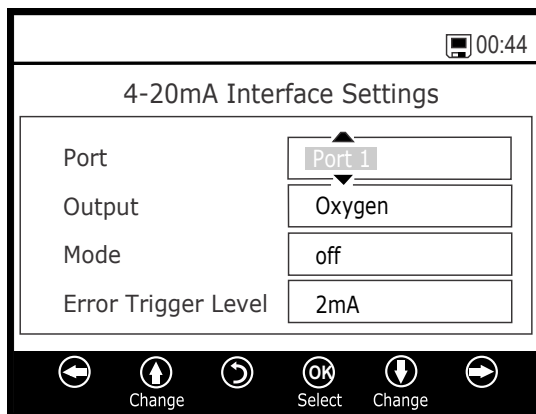 00:44
4-20mA Interface Settings
Port Port 1
Output Oxygen
Mode off
Error Trigger Level 2mA
OK
Change Select Change